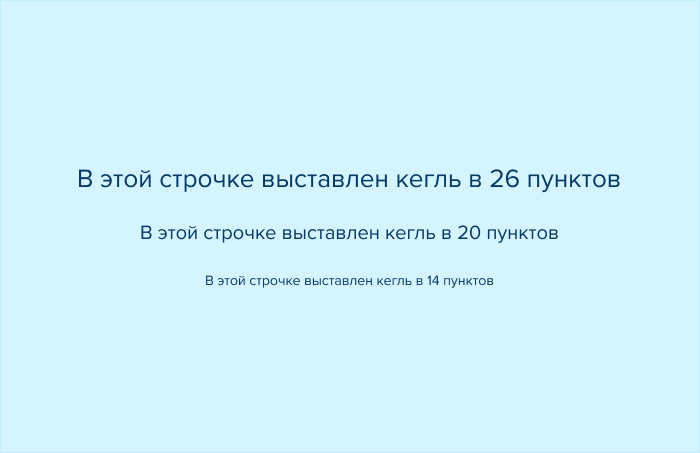 В этой строчке выставлен кегль в 26 пунктов
В этой строчке выставлен кегль в 20 пунктов
В этой строчке выставлен кегль в 14 пунктов